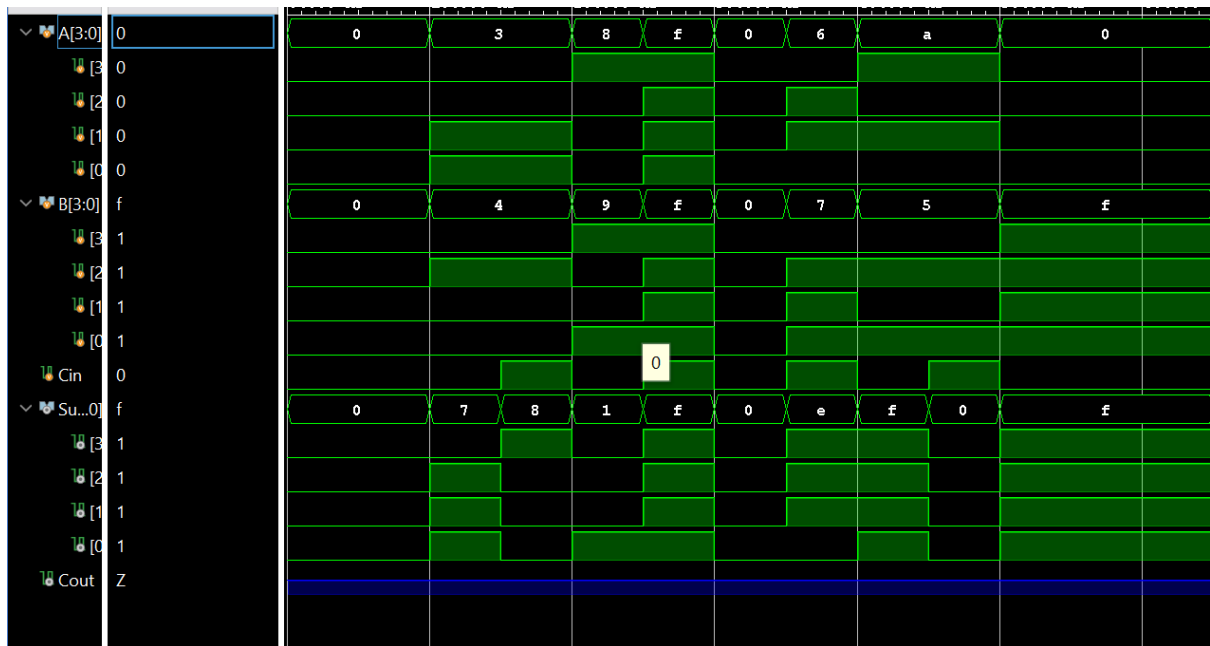 A[3:0] 0 0 3 8 f 0 6 a 0
[3 0
[2 0
[1 0
[0 0
B[3:0] f 0 4 9 f 0 7 5 f
[3 1
[2 1
[1 1
[0 1
0
Cin 0
Su...0] f 0 7 8 1 f 0 e f 0 f
[3 1
[2 1
[1 1
[0 1
Cout Z